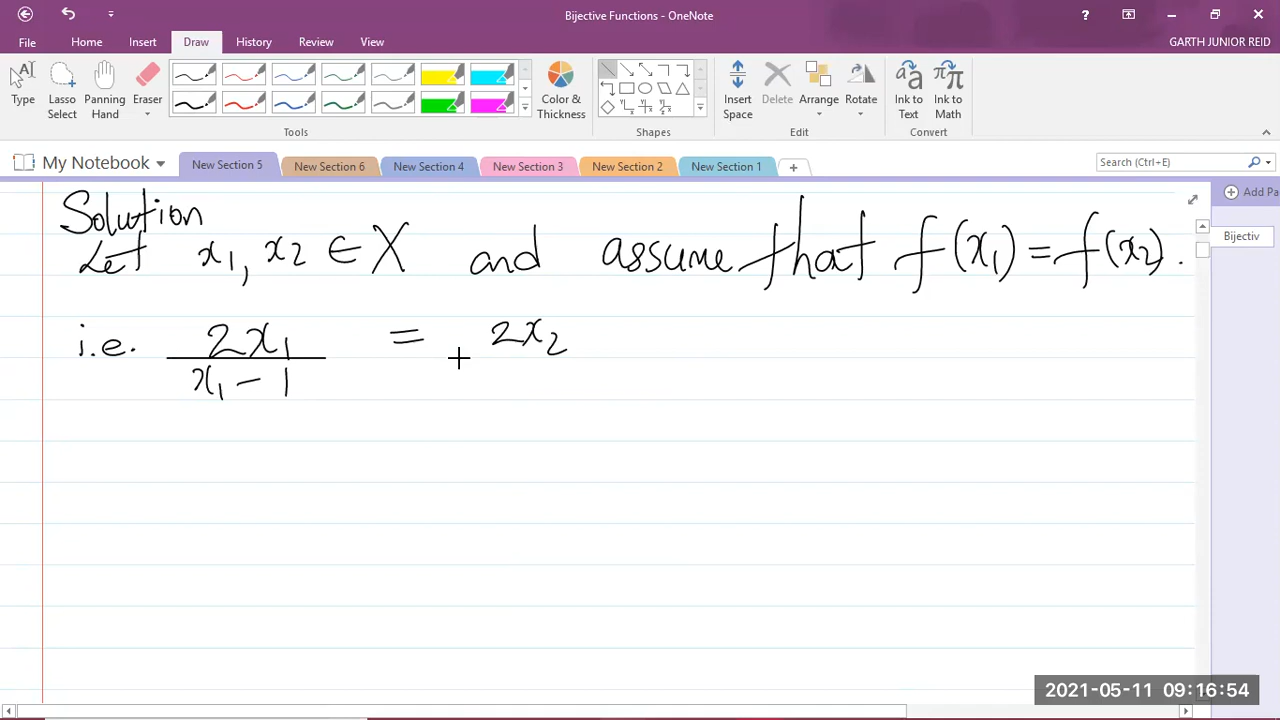 Bijective Functions - OneNote
GARTH JUNIOR REID
File Home Insert Draw History Review View
Type
Lasso Select
Panning Hand
Eraser
Color & Thickness
Insert Space
Delete
Arrange
Rotate
Ink to Text
Ink to Math
Tools
Shapes
Edit
Convert
My Notebook
New Section 5 New Section 6 New Section 4 New Section 3 New Section 2 New Section 1
Search (Ctrl+E)
Add Pa
Bijectiv
Solution
Let x₁, x₂ ∈ X and assume that f(x₁) = f(x₂).
i.e. 2x₁ = 2x₂
x₁ - 1
2021-05-11 09:16:54